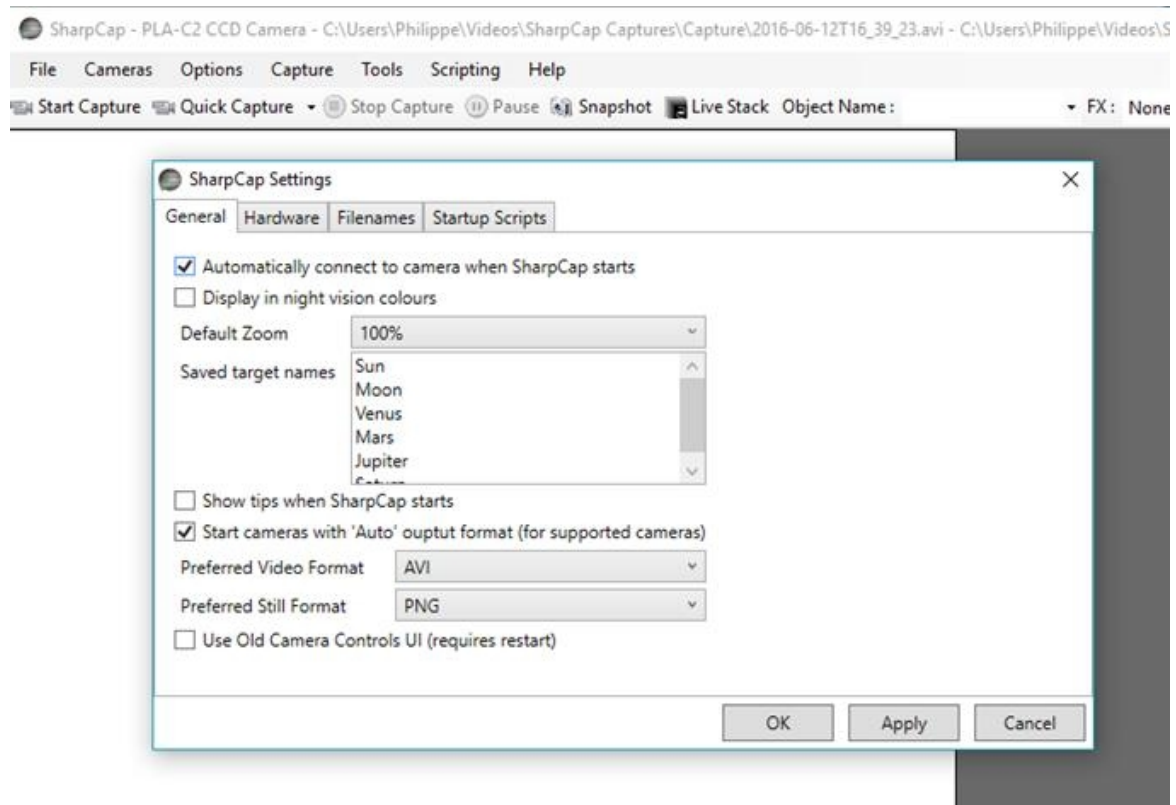 SharpCap - PLA-C2 CCD Camera - C:\Users\Philippe\Videos\SharpCap Captures\Capture\2016-06-12T16_39_23.avi - C:\Users\Philippe\Videos\S
File Cameras Options Capture Tools Scripting Help
Start Capture Quick Capture Stop Capture Pause Snapshot Live Stack Object Name : FX : None
SharpCap Settings
General Hardware Filenames Startup Scripts
Automatically connect to camera when SharpCap starts
Display in night vision colours
Default Zoom 100%
Saved target names Sun
Moon
Venus
Mars
Jupiter
Show tips when SharpCap starts
Start cameras with 'Auto' ouptut format (for supported cameras)
Preferred Video Format AVI
Preferred Still Format PNG
Use Old Camera Controls UI (requires restart)
OK Apply Cancel